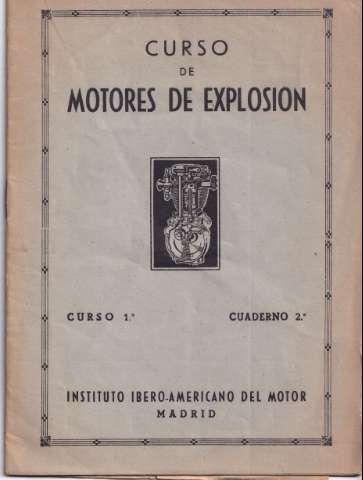 CURSO
DE
MOTORES DE EXPLOSION
CURSO 1.° CUADERNO 2.°
INSTITUTO IBERO-AMERICANO DEL MOTOR
MADRID